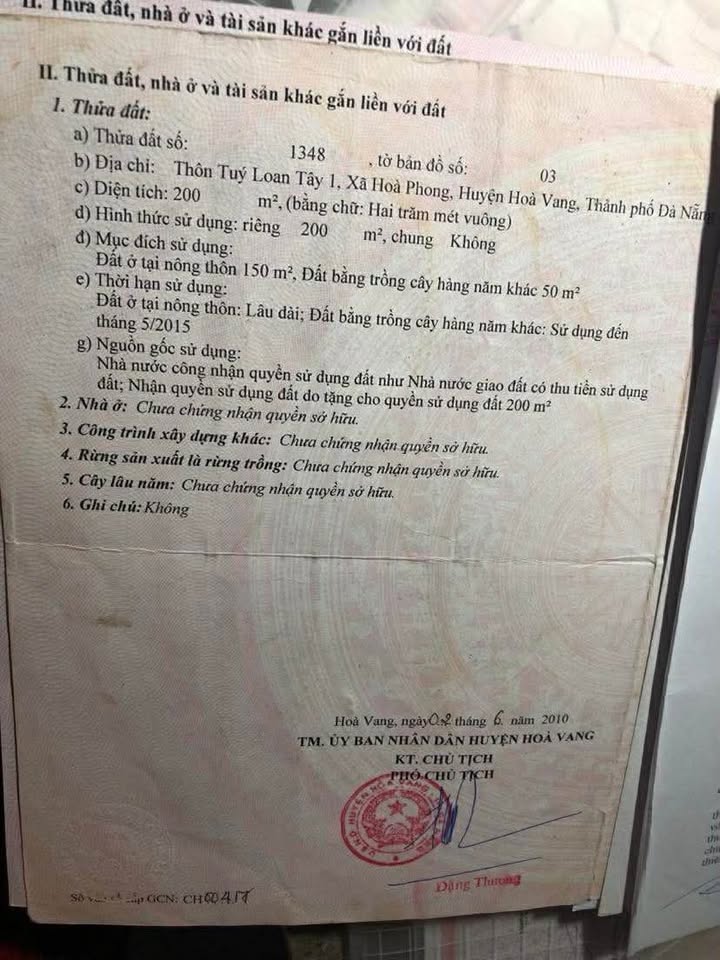 II. Thửa đất, nhà ở và tài sản khác gắn liền với đất
II. Thửa đất, nhà ở và tài sản khác gắn liền với đất
1. Thửa đất:
a) Thửa đất số: 1348 , tờ bản đồ số: 03
b) Địa chỉ: Thôn Tuý Loan Tây 1, Xã Hoà Phong, Huyện Hoà Vang, Thành phố Đà Nẵng
c) Diện tích: 200 m², (bằng chữ: Hai trăm mét vuông)
d) Hình thức sử dụng: riêng 200 m², chung Không
đ) Mục đích sử dụng:
Đất ở tại nông thôn 150 m², Đất bằng trồng cây hàng năm khác 50 m²
e) Thời hạn sử dụng:
Đất ở tại nông thôn: Lâu dài; Đất bằng trồng cây hàng năm khác: Sử dụng đến
tháng 5/2015
g) Nguồn gốc sử dụng:
Nhà nước công nhận quyền sử dụng đất như Nhà nước giao đất có thu tiền sử dụng
đất; Nhận quyền sử dụng đất do tặng cho quyền sử dụng đất 200 m²
2. Nhà ở: Chưa chứng nhận quyền sở hữu.
3. Công trình xây dựng khác: Chưa chứng nhận quyền sở hữu.
4. Rừng sản xuất là rừng trồng: Chưa chứng nhận quyền sở hữu.
5. Cây lâu năm: Chưa chứng nhận quyền sở hữu.
6. Ghi chú: Không
Hoà Vang, ngày 02 tháng 6 năm 2010
TM. ỦY BAN NHÂN DÂN HUYỆN HOÀ VANG
KT. CHỦ TỊCH
PHÓ CHỦ TỊCH
Đặng Thương
Số GCN: CH